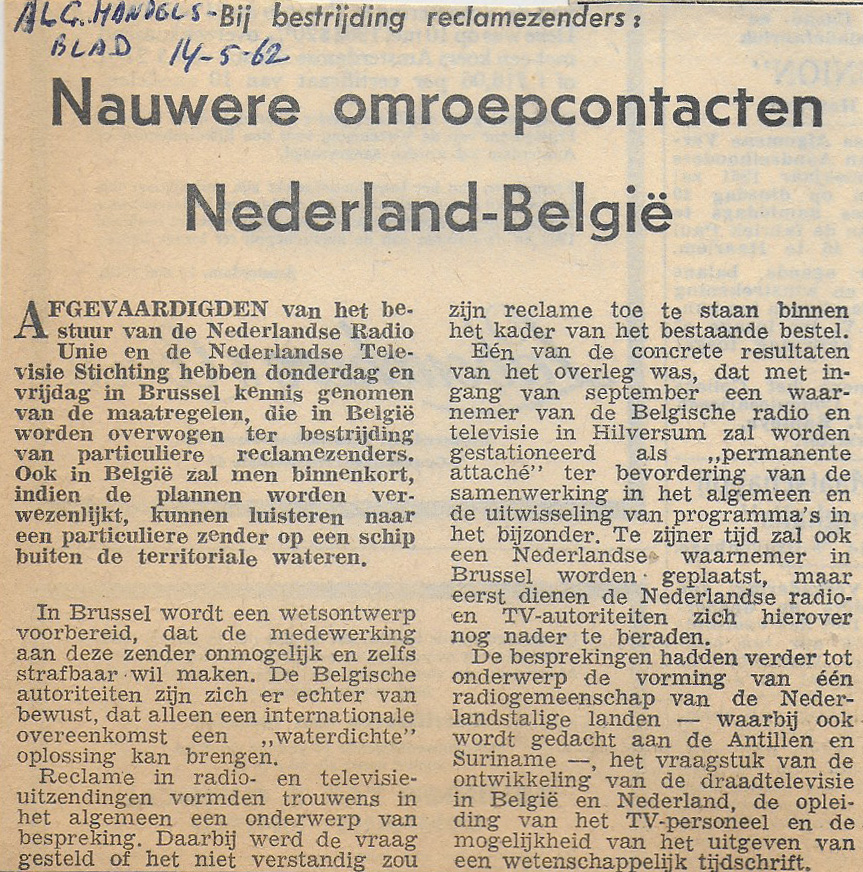 ALG. HANDELS-
BLAD 14-5-62
Bij bestrijding reclamezenders:
Nauwere omroepcontacten
Nederland-België
AFGEVAARDIGDEN van het be-
stuur van de Nederlandse Radio
Unie en de Nederlandse Tele-
visie Stichting hebben donderdag en
vrijdag in Brussel kennis genomen
van de maatregelen, die in België
worden overwogen ter bestrijding
van particuliere reclamezenders.
Ook in België zal men binnenkort,
indien de plannen worden ver-
wezenlijkt, kunnen luisteren naar
een particuliere zender op een schip
buiten de territoriale wateren.
In Brussel wordt een wetsontwerp
voorbereid, dat de medewerking
aan deze zender onmogelijk en zelfs
strafbaar wil maken. De Belgische
autoriteiten zijn zich er echter van
bewust, dat alleen een internationale
overeenkomst een „waterdichte”
oplossing kan brengen.
Reclame in radio- en televisie-
uitzendingen vormden trouwens in
het algemeen een onderwerp van
bespreking. Daarbij werd de vraag
gesteld of het niet verstandig zou
zijn reclame toe te staan binnen
het kader van het bestaande bestel.
Eén van de concrete resultaten
van het overleg was, dat met in-
gang van september een waar-
nemer van de Belgische radio en
televisie in Hilversum zal worden
gestationeerd als „permanente
attaché” ter bevordering van de
samenwerking in het algemeen en
de uitwisseling van programma's in
het bijzonder. Te zijner tijd zal ook
een Nederlandse waarnemer in
Brussel worden geplaatst, maar
eerst dienen de Nederlandse radio-
en TV-autoriteiten zich hierover
nog nader te beraden.
De besprekingen hadden verder tot
onderwerp de vorming van één
radiogemeenschap van de Neder-
landstalige landen — waarbij ook
wordt gedacht aan de Antillen en
Suriname —, het vraagstuk van de
ontwikkeling van de draadtelevisie
in België en Nederland, de oplei-
ding van het TV-personeel en de
mogelijkheid van het uitgeven van
een wetenschappelijk tijdschrift.